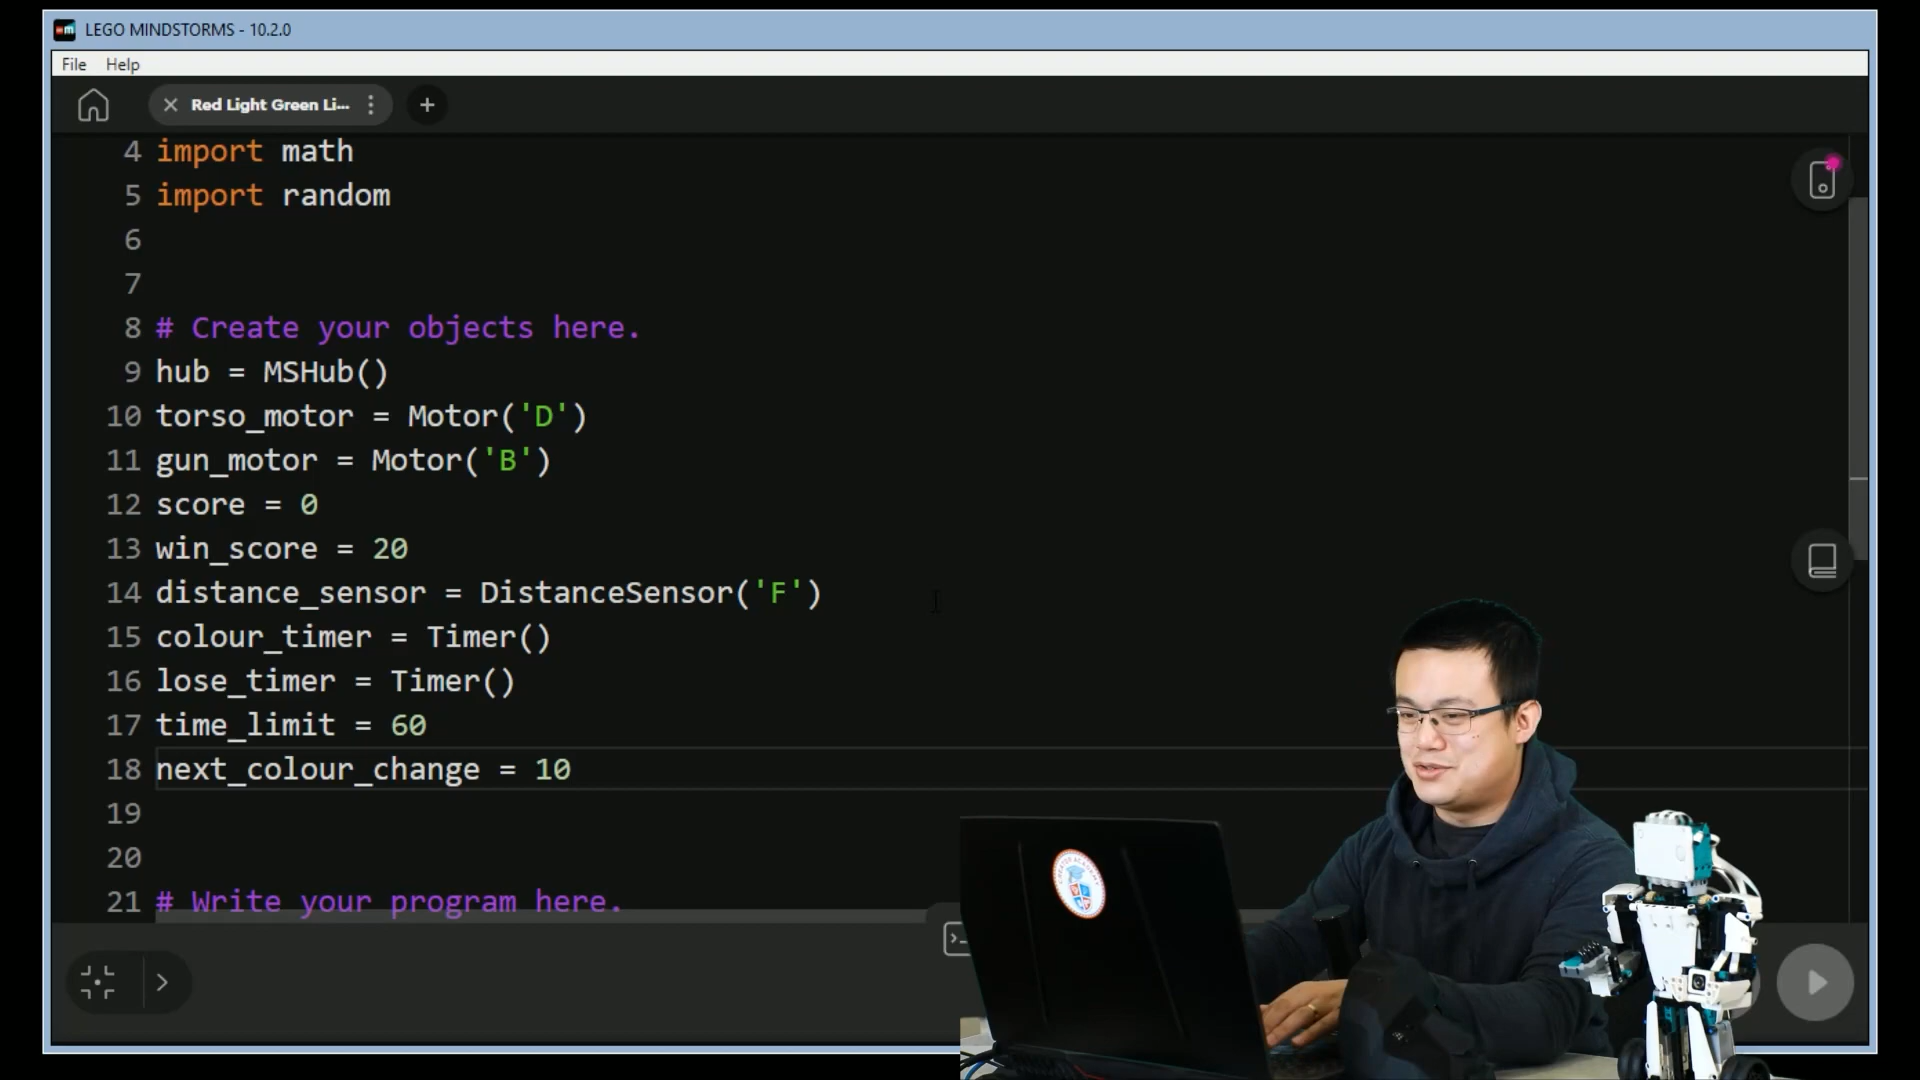 LEGO MINDSTORMS - 10.2.0
File Help
Red Light Green Li...
4 import math
5 import random
6
7
8 # Create your objects here.
9 hub = MSHub()
10 torso_motor = Motor('D')
11 gun_motor = Motor('B')
12 score = 0
13 win_score = 20
14 distance_sensor = DistanceSensor('F')
15 colour_timer = Timer()
16 lose_timer = Timer()
17 time_limit = 60
18 next_colour_change = 10
19
20
21 # Write your program here.
CREATOR ACADEMY